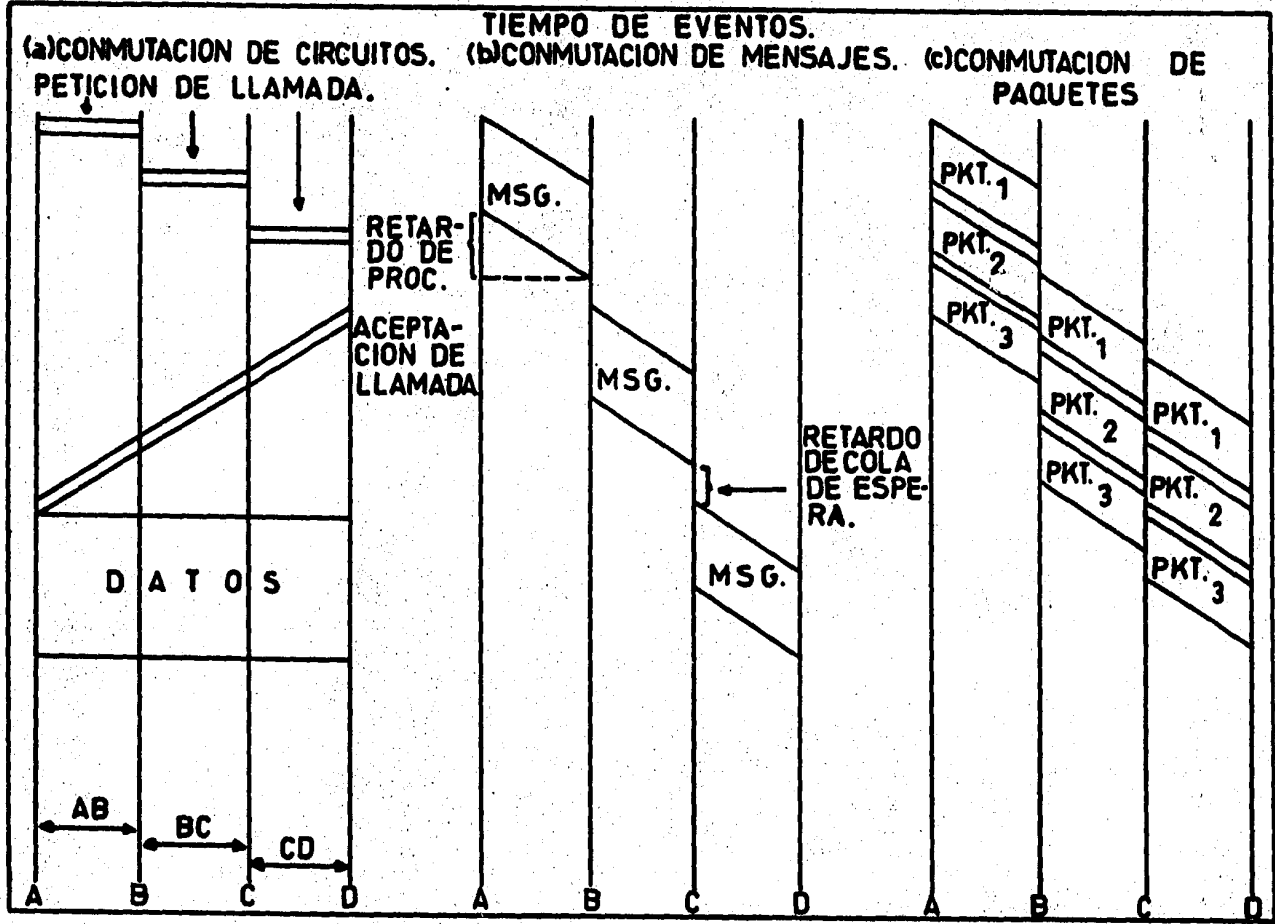 TIEMPO DE EVENTOS.
(a)CONMUTACION DE CIRCUITOS.
PETICION DE LLAMADA.
(b)CONMUTACION DE MENSAJES.
(c)CONMUTACION DE
PAQUETES
RETAR-
DO DE
PROC.
ACEPTA-
CION DE
LLAMADA
D A T O S
AB
BC
CD
A B C D
MSG.
MSG.
RETARDO
DE COLA
DE ESPE-
RA.
MSG.
A B C D
PKT. 1
PKT. 2
PKT. 3
PKT. 1
PKT. 2
PKT. 3
PKT. 1
PKT. 2
PKT. 3
A B C D